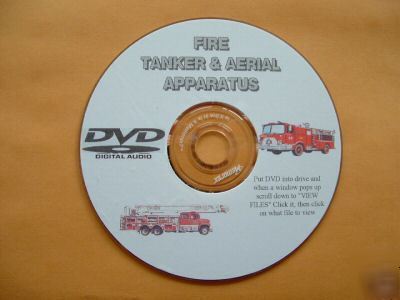 FIRE
TANKER & AERIAL
APPARATUS
DVD
DIGITAL AUDIO
Memorex
Put DVD into drive and
when a window pops up
scroll down to "VIEW
FILES" Click it, then click
on what file to view